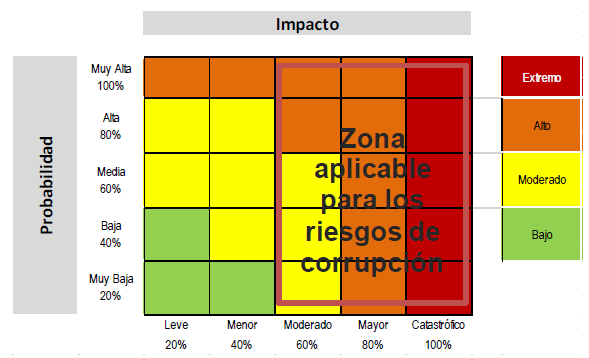 Impacto
Probabilidad
Muy Alta
100%
Alta
80%
Media
60%
Baja
40%
Muy Baja
20%
Zona
aplicable
para los
riesgos de
corrupción
Extremo
Alto
Moderado
Bajo
Leve
20%
Menor
40%
Moderado
60%
Mayor
80%
Catastrófico
100%